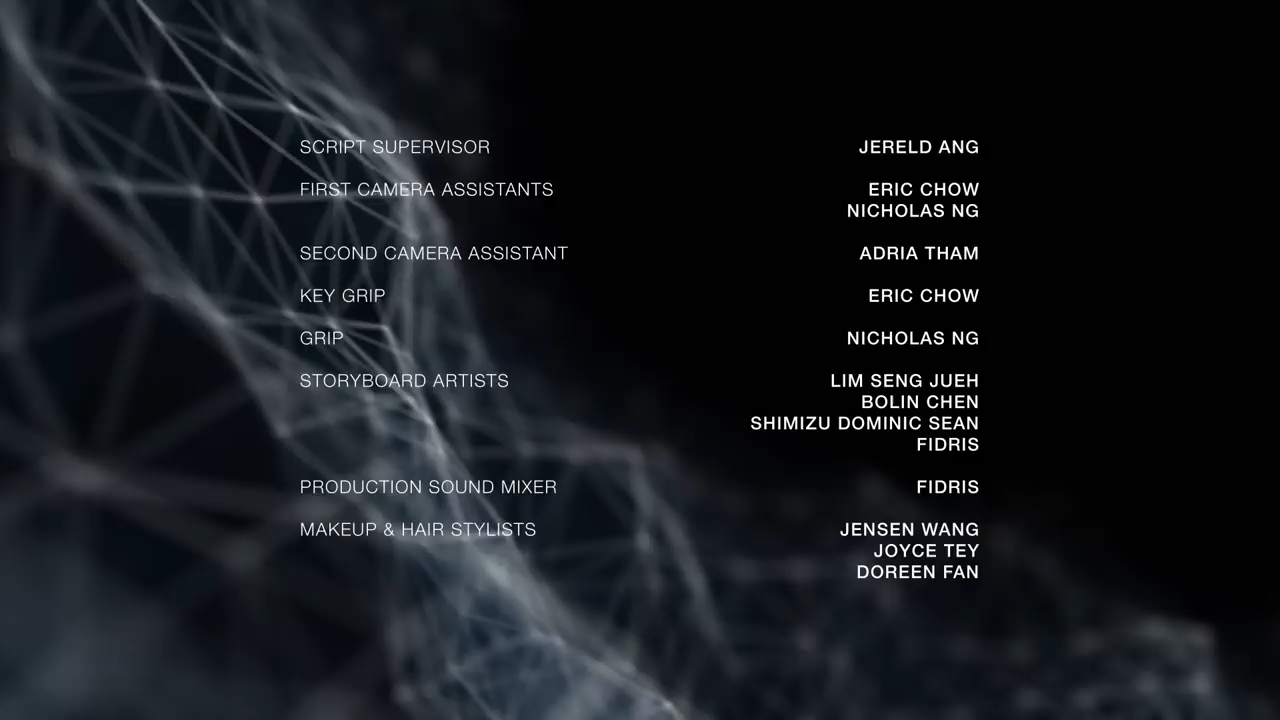 SCRIPT SUPERVISOR JERELD ANG
FIRST CAMERA ASSISTANTS ERIC CHOW
NICHOLAS NG
SECOND CAMERA ASSISTANT ADRIA THAM
KEY GRIP ERIC CHOW
GRIP NICHOLAS NG
STORYBOARD ARTISTS LIM SENG JUEH
BOLIN CHEN
SHIMIZU DOMINIC SEAN
FIDRIS
PRODUCTION SOUND MIXER FIDRIS
MAKEUP & HAIR STYLISTS JENSEN WANG
JOYCE TEY
DOREEN FAN